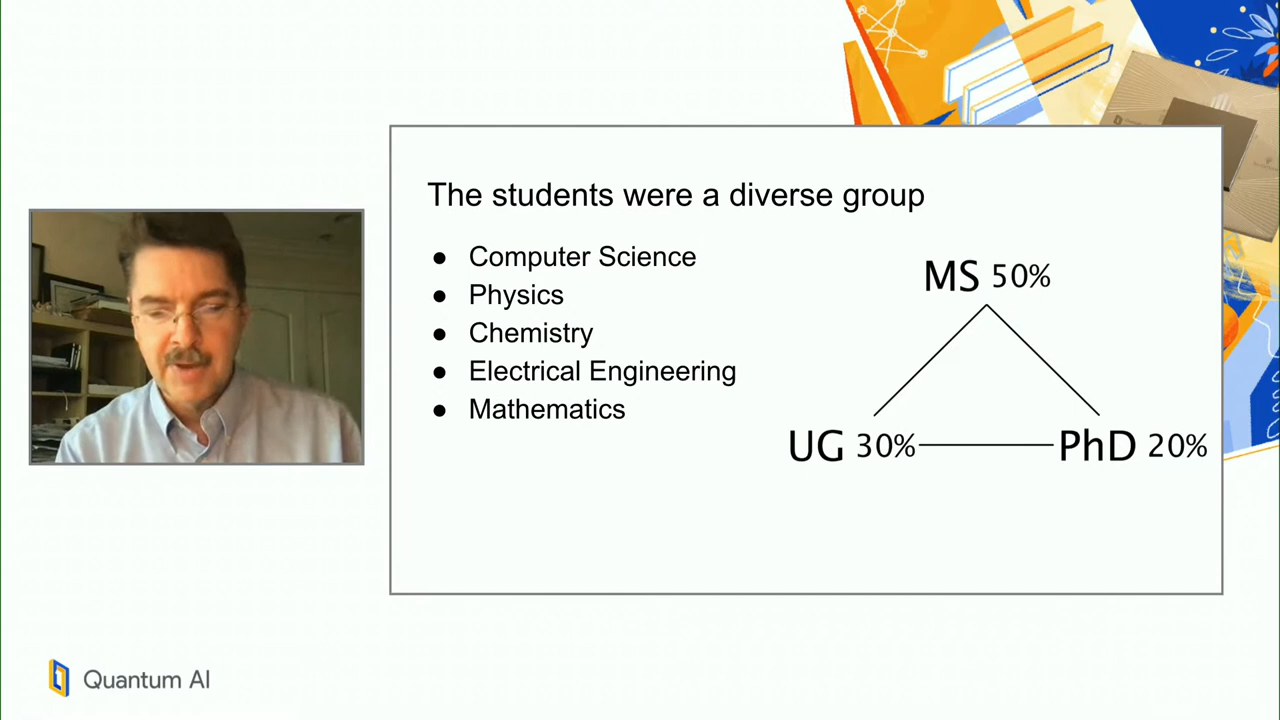 The students were a diverse group
● Computer Science
● Physics
● Chemistry
● Electrical Engineering
● Mathematics
MS 50%
UG 30%
PhD 20%
Quantum AI